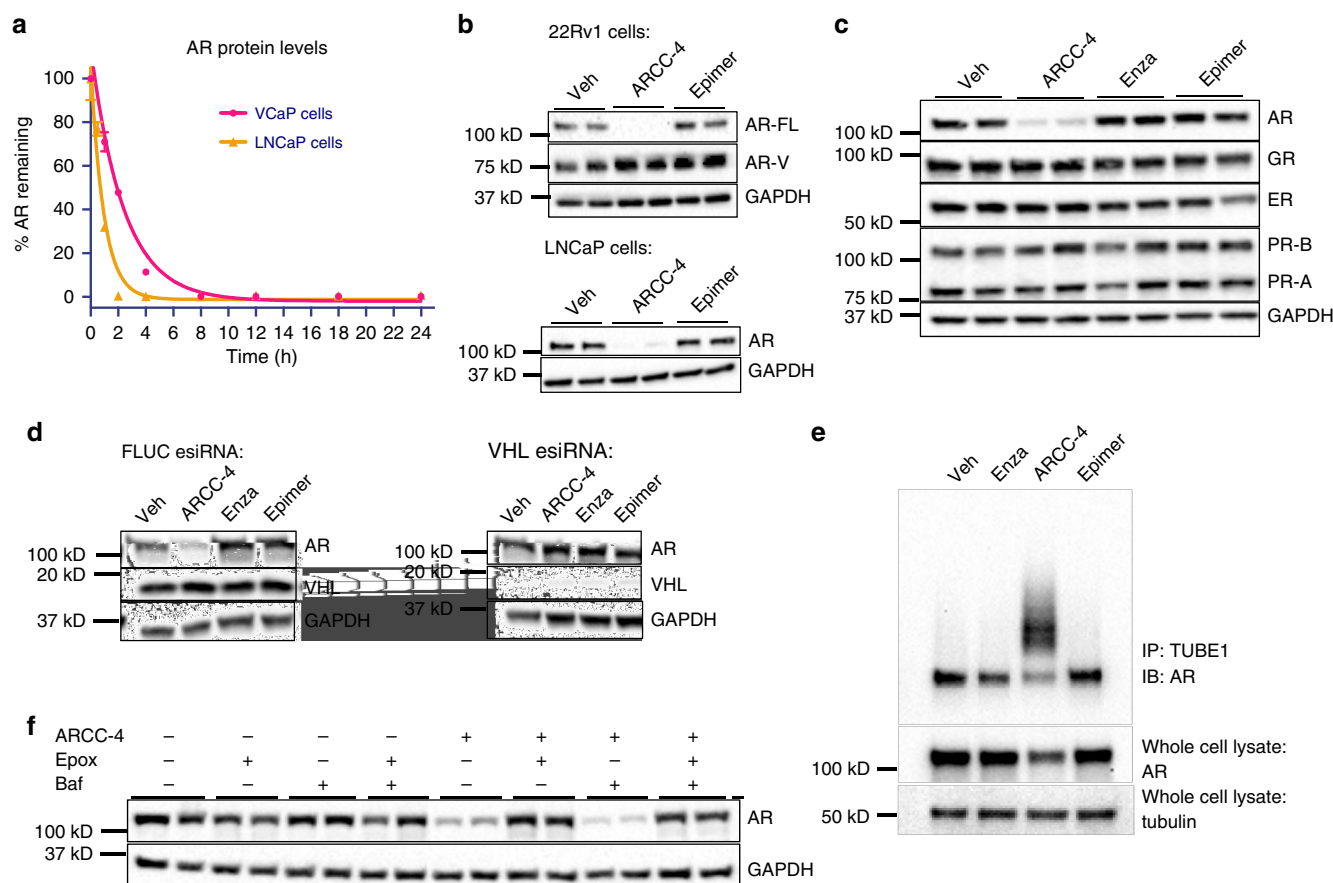 a
AR protein levels
% AR remaining
100
80
60
40
20
0
VCaP cells
LNCaP cells
0 2 4 6 8 10 12 14 16 18 20 22 24
Time (h)
b
22Rv1 cells:
Veh ARCC-4 Epimer
100 kD AR-FL
75 kD AR-V
37 kD GAPDH
LNCaP cells:
Veh ARCC-4 Epimer
100 kD AR
37 kD GAPDH
c
Veh ARCC-4 Enza Epimer
100 kD AR
100 kD GR
50 kD ER
100 kD PR-B
75 kD PR-A
37 kD GAPDH
d
FLUC esiRNA:
Veh ARCC-4 Enza Epimer
100 kD AR
20 kD VHL
37 kD GAPDH
VHL esiRNA:
Veh ARCC-4 Enza Epimer
100 kD AR
20 kD VHL
37 kD GAPDH
e
Veh Enza ARCC-4 Epimer
IP: TUBE1
IB: AR
100 kD
Whole cell lysate:
AR
50 kD
Whole cell lysate:
tubulin
f
ARCC-4 – – – – + + + +
Epox – + – + – + – +
Baf – – + + – – + +
100 kD AR
37 kD GAPDH